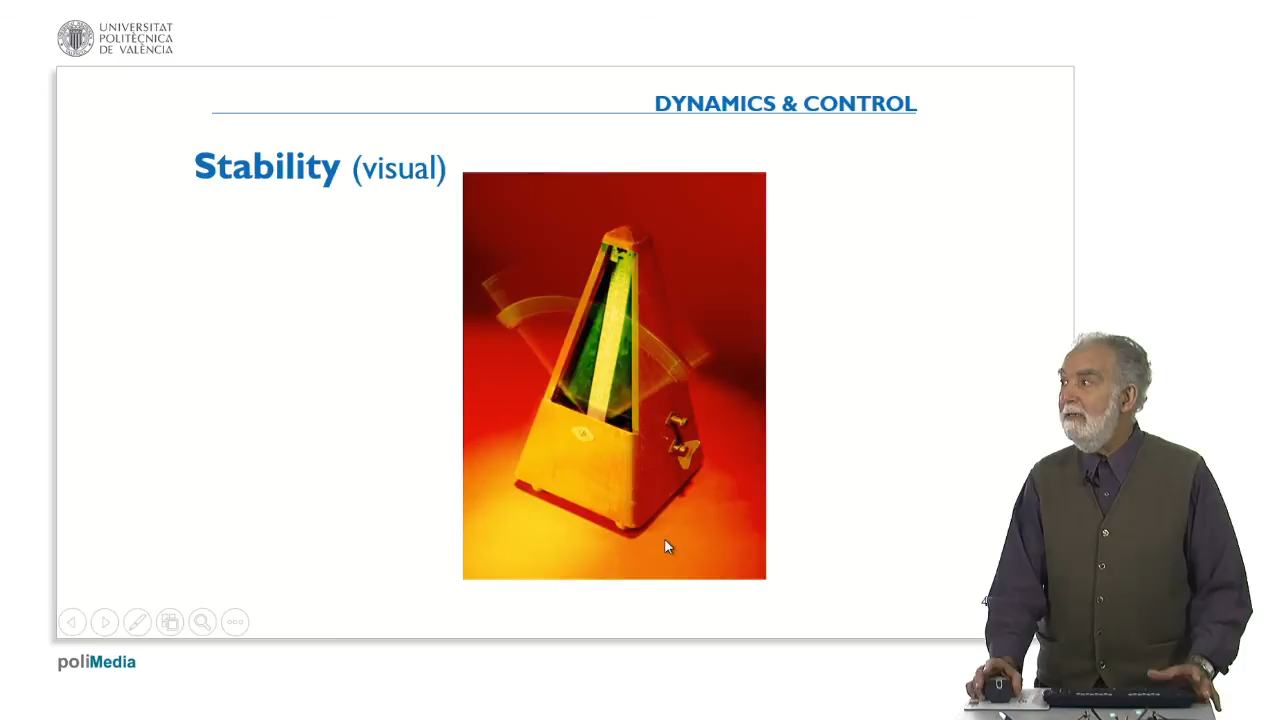 UNIVERSITAT
POLITÈCNICA
DE VALÈNCIA
DYNAMICS & CONTROL
Stability (visual)
poliMedia